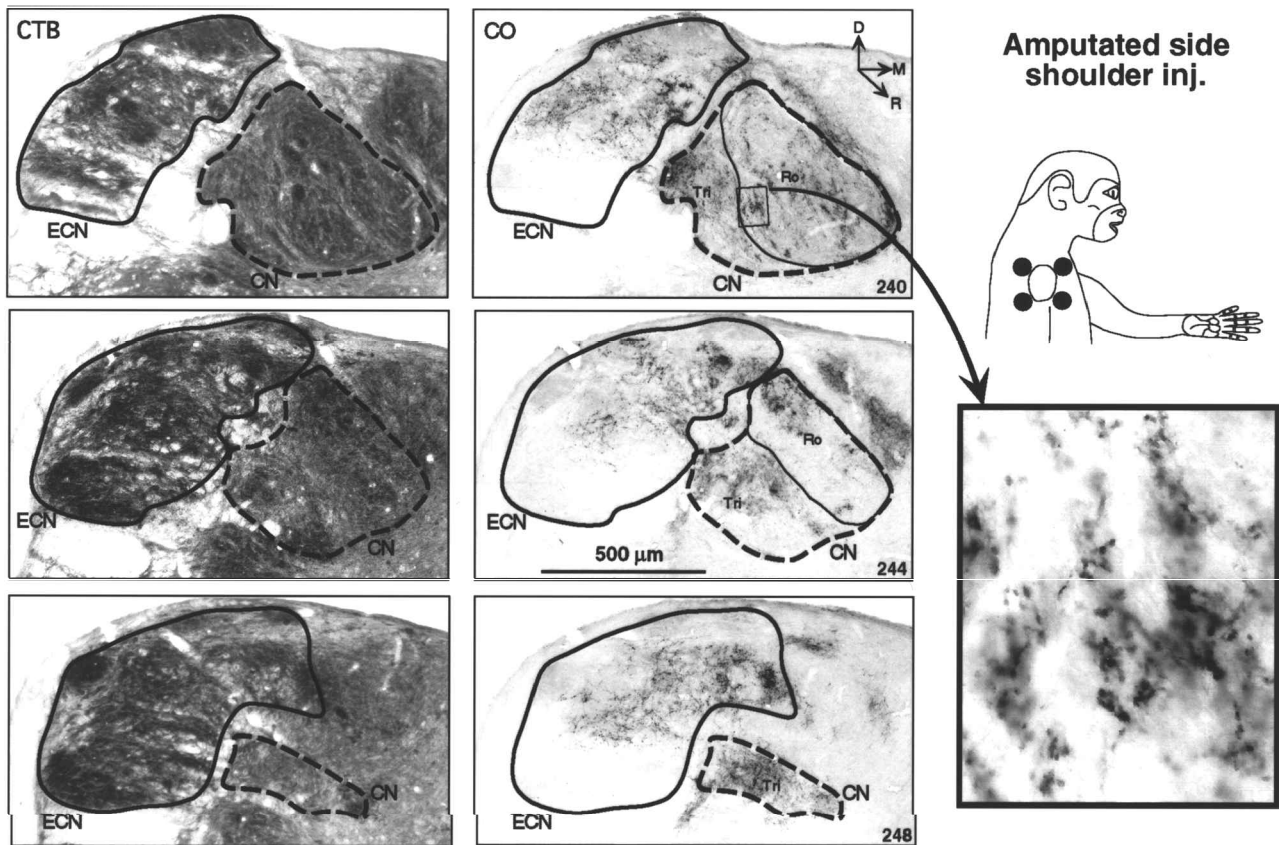 CTB
ECN
CN
CO
D
M
R
Tri
Ro
ECN
CN
240
Amputated side
shoulder inj.
ECN
CN
Ro
Tri
ECN
CN
500 µm
244
ECN
CN
Tri
ECN
CN
248